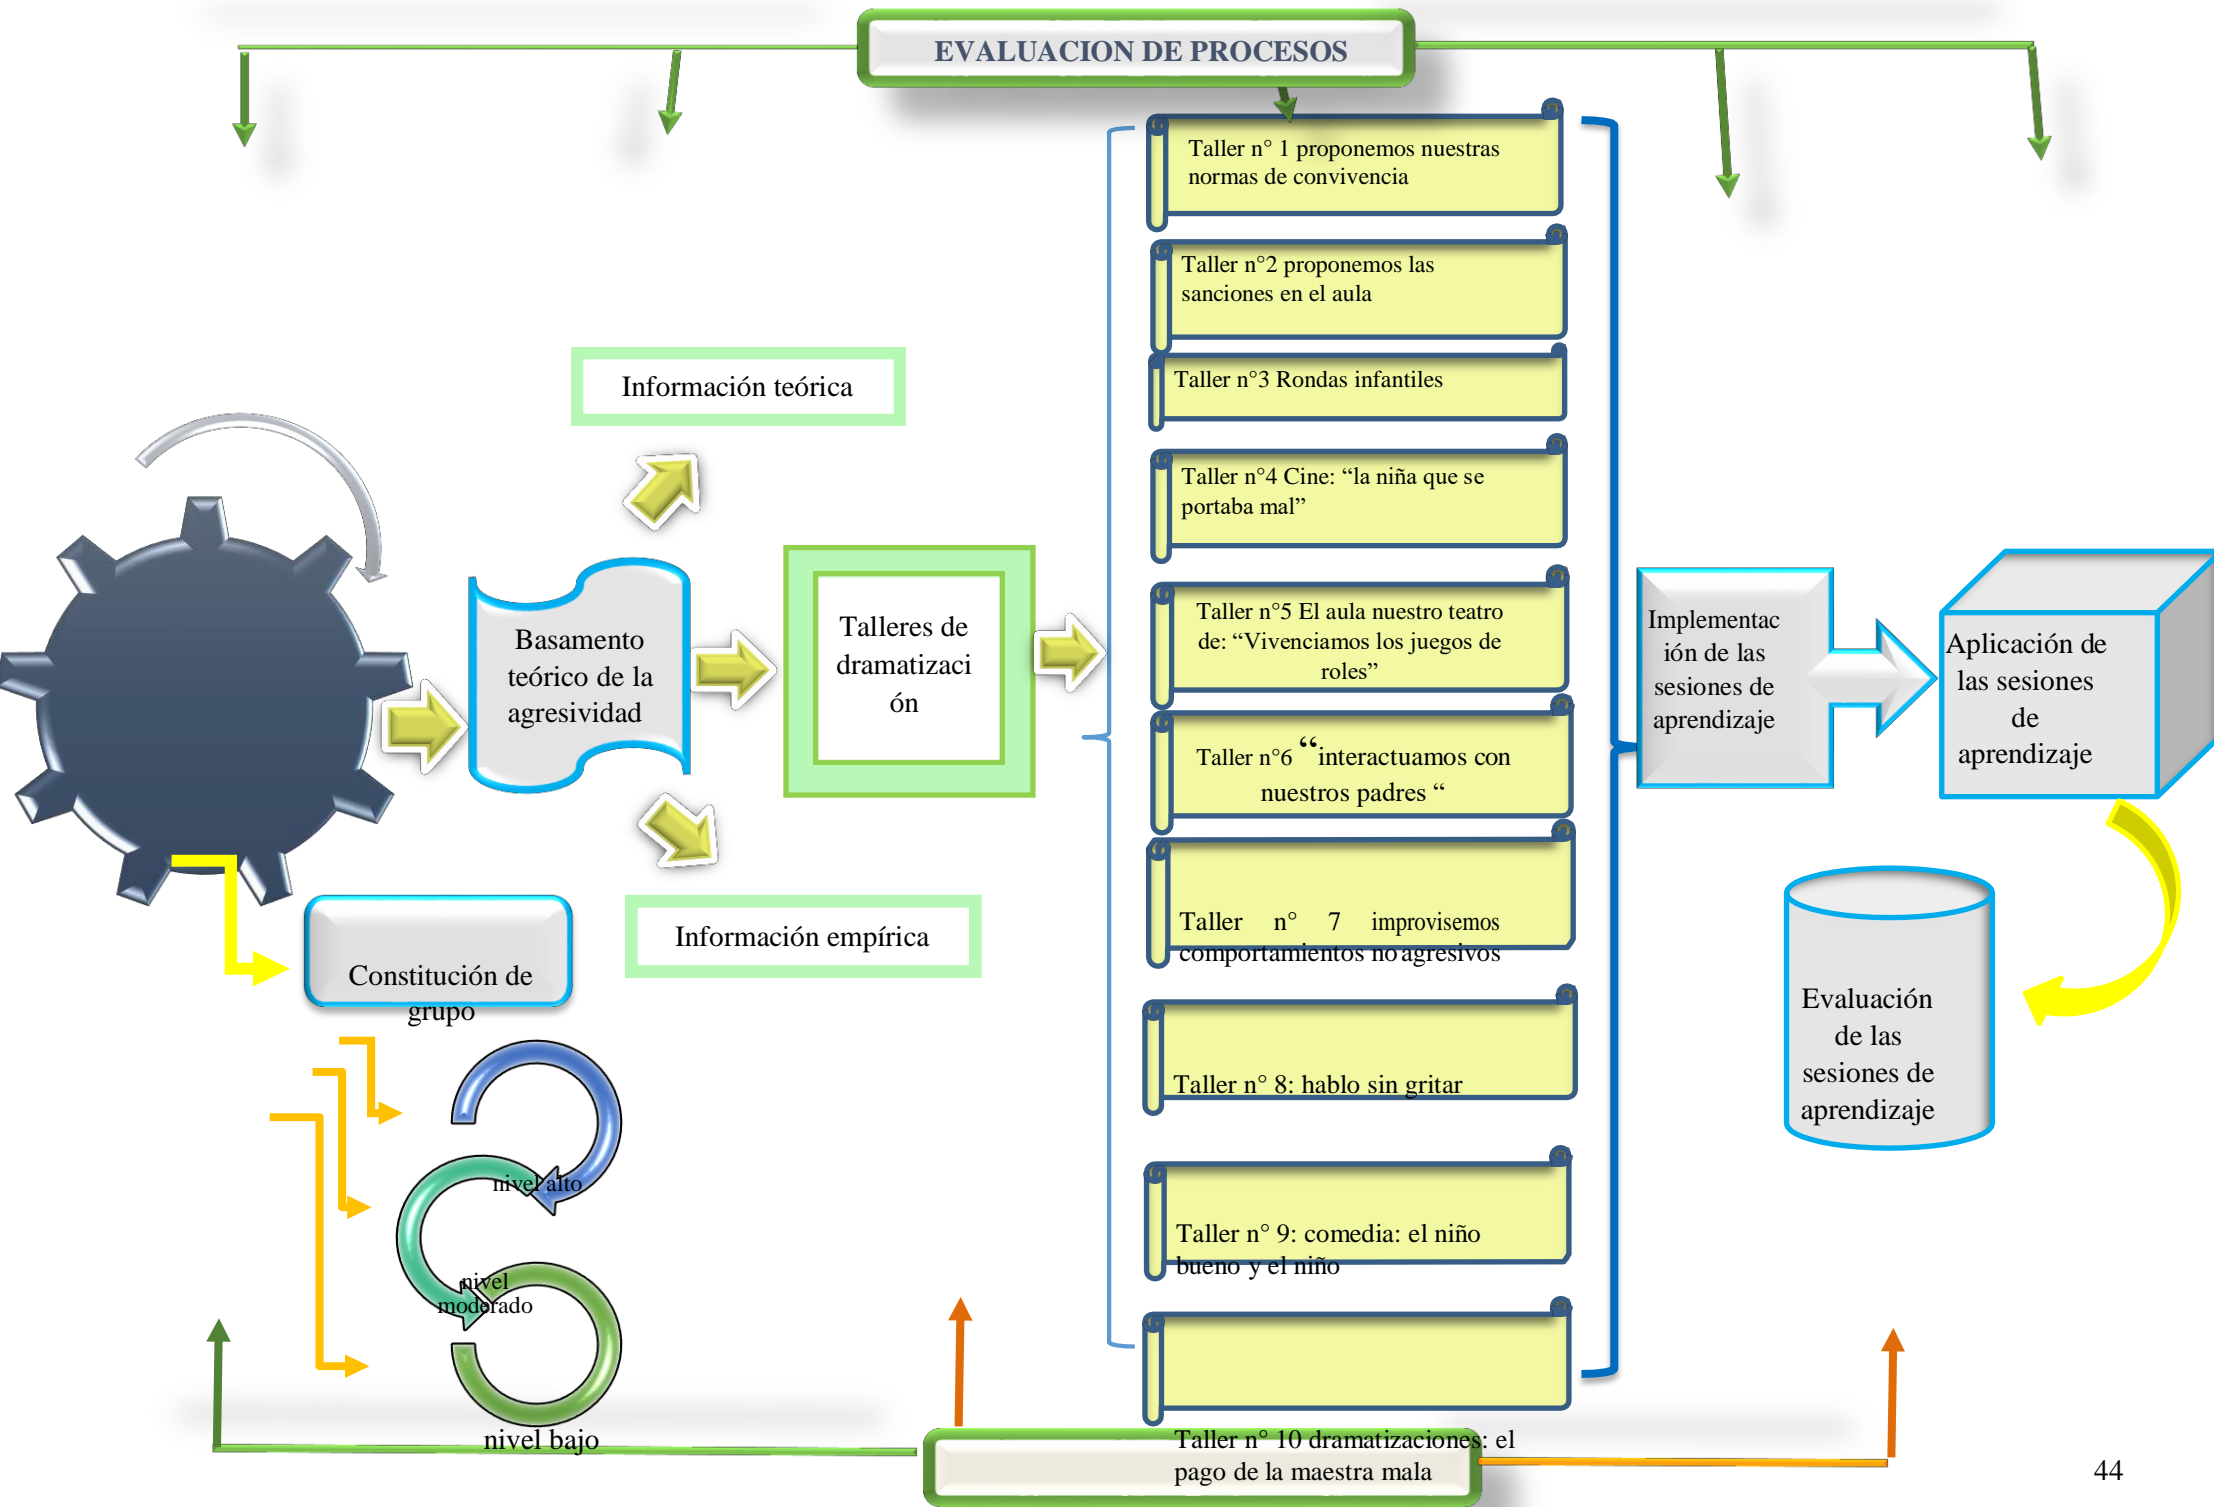 EVALUACION DE PROCESOS
Taller n° 1 proponemos nuestras
normas de convivencia
Taller n°2 proponemos las
sanciones en el aula
Información teórica
Taller n°3 Rondas infantiles
Taller n°4 Cine: “la niña que se
portaba mal”
Basamento
teórico de la
agresividad
Talleres de
dramatizaci
ón
Taller n°5 El aula nuestro teatro
de: “Vivenciamos los juegos de
roles”
Taller n°6 “interactuamos con
nuestros padres “
Implementac
ión de las
sesiones de
aprendizaje
Aplicación de
las sesiones
de
aprendizaje
Información empírica
Taller n° 7 improvisemos
comportamientos no agresivos
Constitución de
grupo
Evaluación
de las
sesiones de
aprendizaje
Taller n° 8: hablo sin gritar
nivel alto
Taller n° 9: comedia: el niño
bueno y el niño
nivel
moderado
nivel bajo
Taller n° 10 dramatizaciones: el
pago de la maestra mala
44